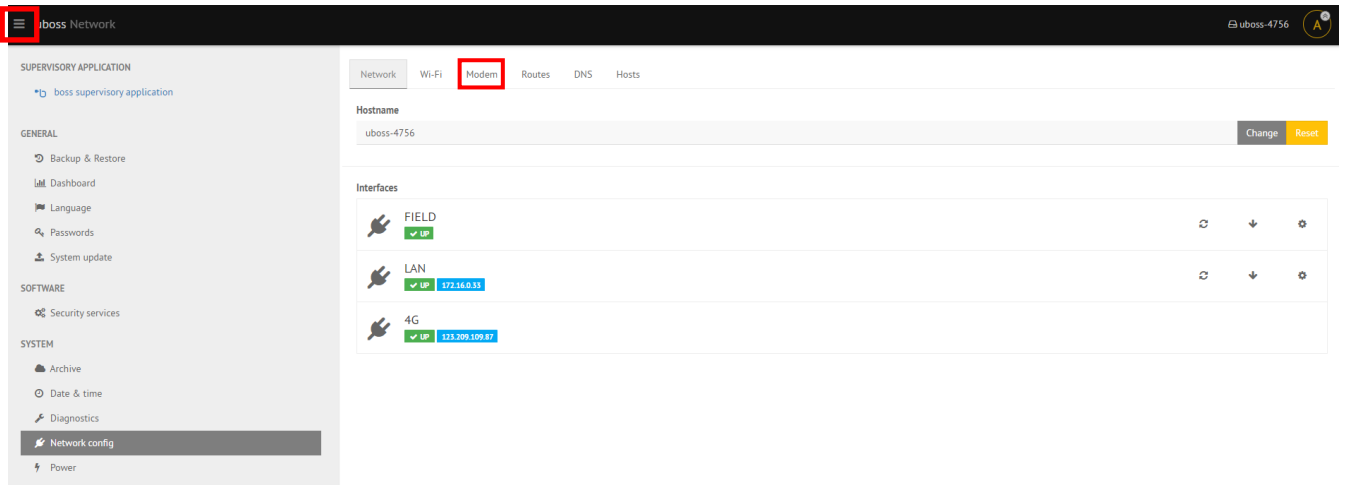 uboss Network
uboss-4756
A
SUPERVISORY APPLICATION
boss supervisory application
GENERAL
Backup & Restore
Dashboard
Language
Passwords
System update
SOFTWARE
Security services
SYSTEM
Archive
Date & time
Diagnostics
Network config
Power
Network Wi-Fi Modem Routes DNS Hosts
Hostname
uboss-4756 Change Reset
Interfaces
FIELD
UP
LAN
UP 172.16.0.33
4G
UP 123.209.109.87